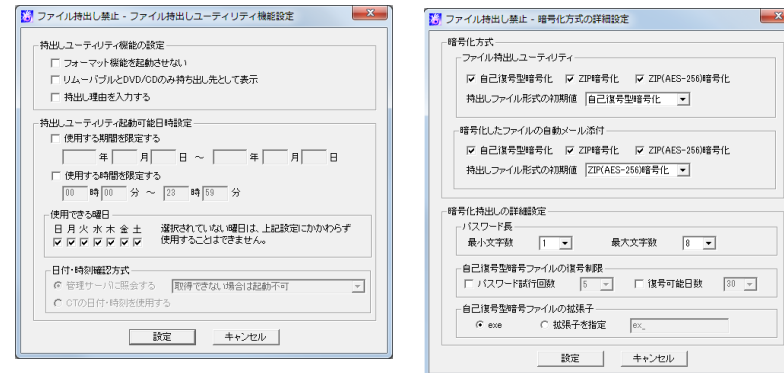 ファイル持出し禁止 - ファイル持出しユーティリティ機能設定
持出しユーティリティ機能の設定
フォーマット機能を起動させない
リムーバブルとDVD/CDのみ持ち出し先として表示
持出し理由を入力する
持出しユーティリティ起動可能日時設定
使用する期間を限定する
年 月 日 ～ 年 月 日
使用する時間を限定する
00 時 00 分 ～ 23 時 59 分
使用できる曜日
日 月 火 水 木 金 土
選択されていない曜日は、上記設定にかかわらず
使用することはできません。
日付・時刻確認方式
管理サーバに照会する 取得できない場合は起動不可
CTの日付・時刻を使用する
設定 キャンセル
ファイル持出し禁止 - 暗号化方式の詳細設定
暗号化方式
ファイル持出しユーティリティ
自己復号型暗号化 ZIP暗号化 ZIP(AES-256)暗号化
持出しファイル形式の初期値 自己復号型暗号化
暗号化したファイルの自動メール添付
自己復号型暗号化 ZIP暗号化 ZIP(AES-256)暗号化
持出しファイル形式の初期値 ZIP(AES-256)暗号化
暗号化持出しの詳細設定
パスワード長
最小文字数 1 最大文字数 8
自己復号型暗号ファイルの復号制限
パスワード試行回数 5 復号可能日数 30
自己復号型暗号ファイルの拡張子
exe 拡張子を指定 ex_
設定 キャンセル